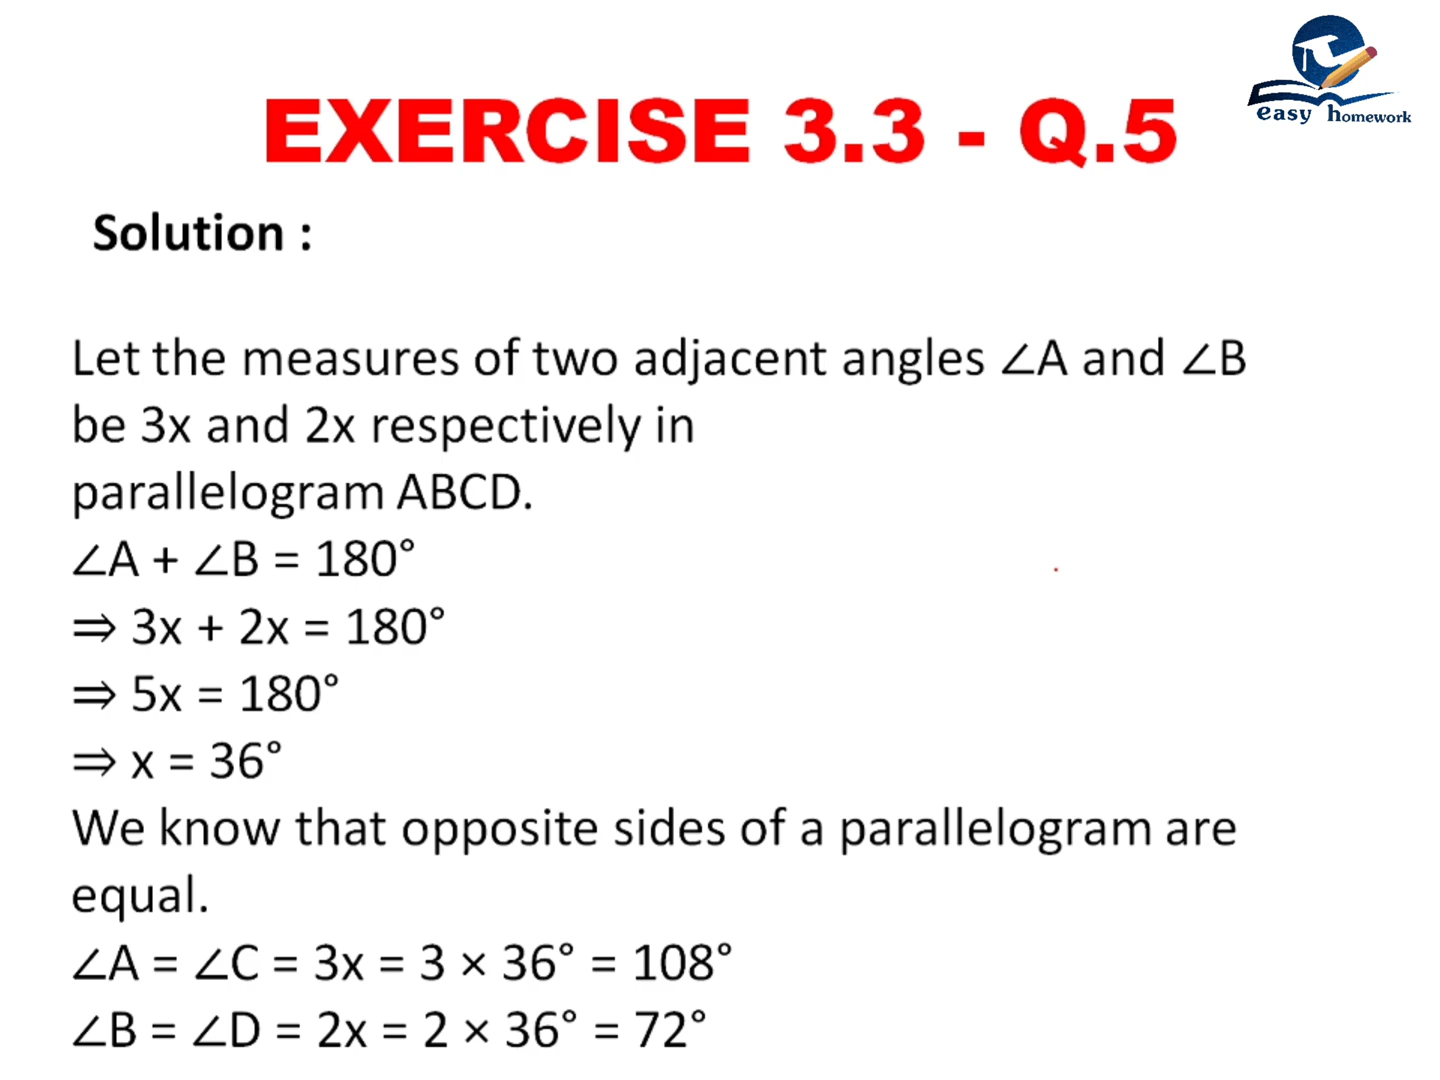 easy homework
EXERCISE 3.3 - Q.5
Solution :
Let the measures of two adjacent angles ∠A and ∠B
be 3x and 2x respectively in
parallelogram ABCD.
∠A + ∠B = 180°
⇒ 3x + 2x = 180°
⇒ 5x = 180°
⇒ x = 36°
We know that opposite sides of a parallelogram are
equal.
∠A = ∠C = 3x = 3 × 36° = 108°
∠B = ∠D = 2x = 2 × 36° = 72°